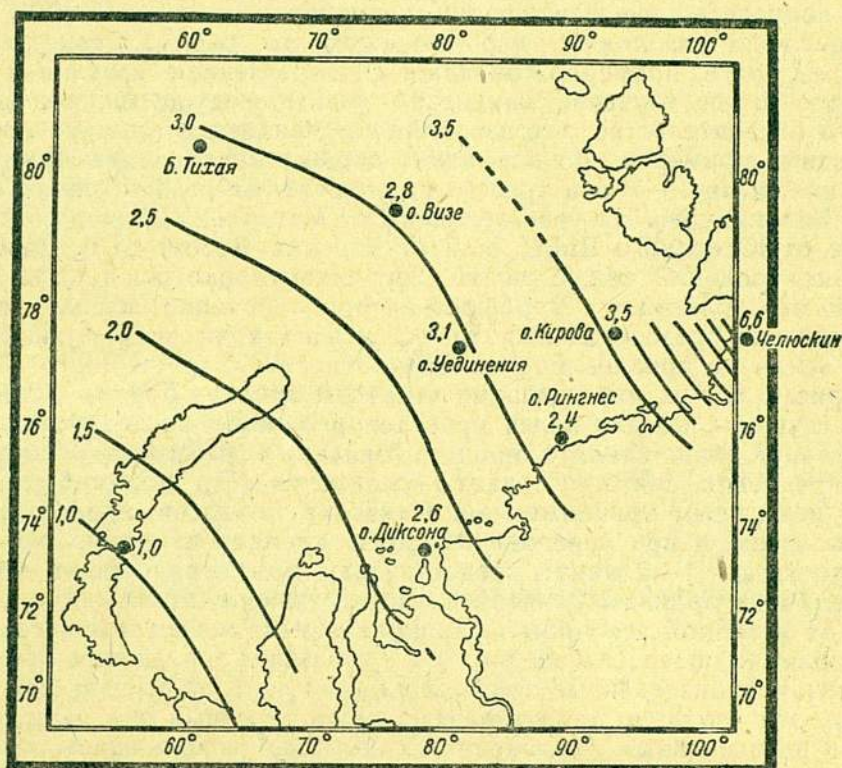 60° 70° 80° 90° 100°
3,0 3,5
80° Б.Тихая 80°
2,8 о.Визе
2,5
78° 2,0 3,5 6,6 78°
о.Кирова Челюскин
3,1
о.Уединения
76° 1,5 о.Рингнес 76°
2,4
74° 1,0 2,6 74°
1,0 о.Диксона
72° 72°
70° 70°
60° 70° 80° 90° 100°